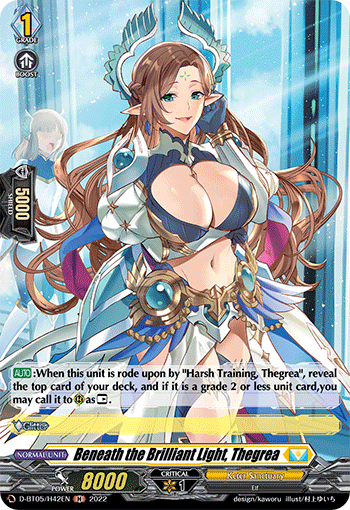 1
GRADE
BOOST
5000
SHIELD
AUTO:When this unit is rode upon by "Harsh Training, Thegrea", reveal
the top card of your deck, and if it is a grade 2 or less unit card,you
may call it to as .
NORMAL UNIT
Beneath the Brilliant Light, Thegrea
POWER 8000
CRITICAL
1
Keter Sanctuary
Elf
D-BT05/H42EN H 2022
design/kaworu illust/村上ゆいち